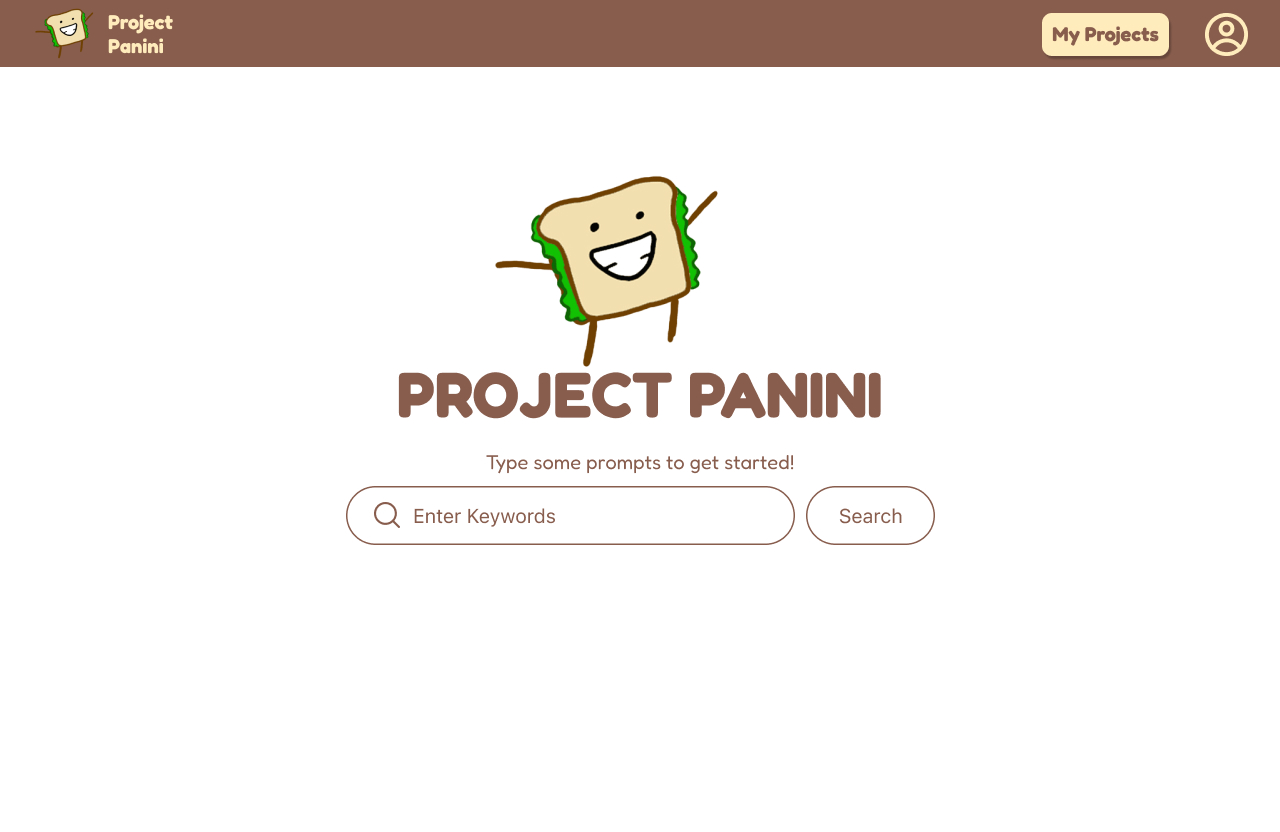 Project
Panini
My Projects
PROJECT PANINI
Type some prompts to get started!
Enter Keywords
Search